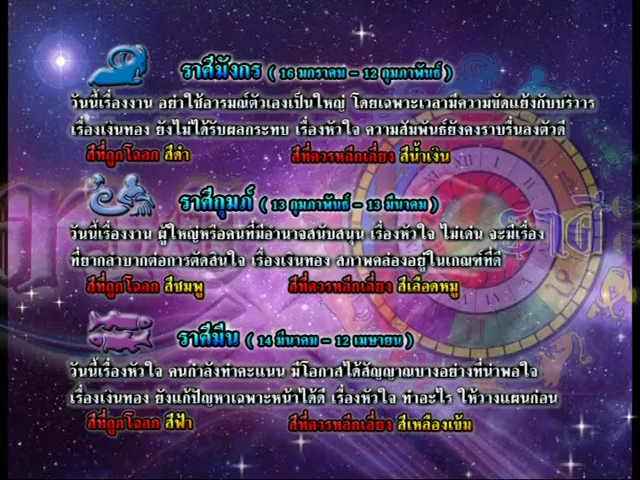 ราศีมังกร ( 16 มกราคม - 12 กุมภาพันธ์ )
วันนี้เรื่องงาน อย่าใช้อารมณ์ตัวเองเป็นใหญ่ โดยเฉพาะเวลามีความขัดแย้งกับบริวาร
เรื่องเงินทอง ยังไม่ได้รับผลกระทบ เรื่องหัวใจ ความสัมพันธ์ยังคงราบรื่นลงตัวดี
สีที่ถูกโฉลก สีดำ สีที่ควรหลีกเลี่ยง สีน้ำเงิน
ราศีกุมภ์ ( 13 กุมภาพันธ์ - 13 มีนาคม )
วันนี้เรื่องงาน ผู้ใหญ่หรือคนที่มีอำนาจสนับสนุน เรื่องหัวใจ ไม่เด่น จะมีเรื่อง
ที่ยากลำบากต่อการตัดสินใจ เรื่องเงินทอง สภาพคล่องอยู่ในเกณฑ์ที่ดี
สีที่ถูกโฉลก สีชมพู สีที่ควรหลีกเลี่ยง สีเลือดหมู
ราศีมีน ( 14 มีนาคม - 12 เมษายน )
วันนี้เรื่องหัวใจ คนกำลังทำคะแนน มีโอกาสได้สัญญาณบางอย่างที่น่าพอใจ
เรื่องเงินทอง ยังแก้ปัญหาเฉพาะหน้าได้ดี เรื่องหัวใจ ทำอะไร ให้วางแผนก่อน
สีที่ถูกโฉลก สีฟ้า สีที่ควรหลีกเลี่ยง สีเหลืองเข้ม